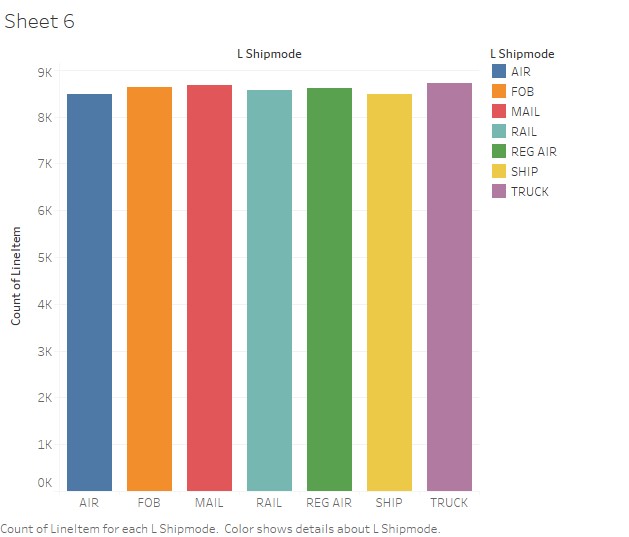 Sheet 6
L Shipmode
9K
8K
7K
6K
5K
4K
3K
2K
1K
0K
Count of LineItem
AIR FOB MAIL RAIL REG AIR SHIP TRUCK
L Shipmode
AIR
FOB
MAIL
RAIL
REG AIR
SHIP
TRUCK
Count of LineItem for each L Shipmode. Color shows details about L Shipmode.